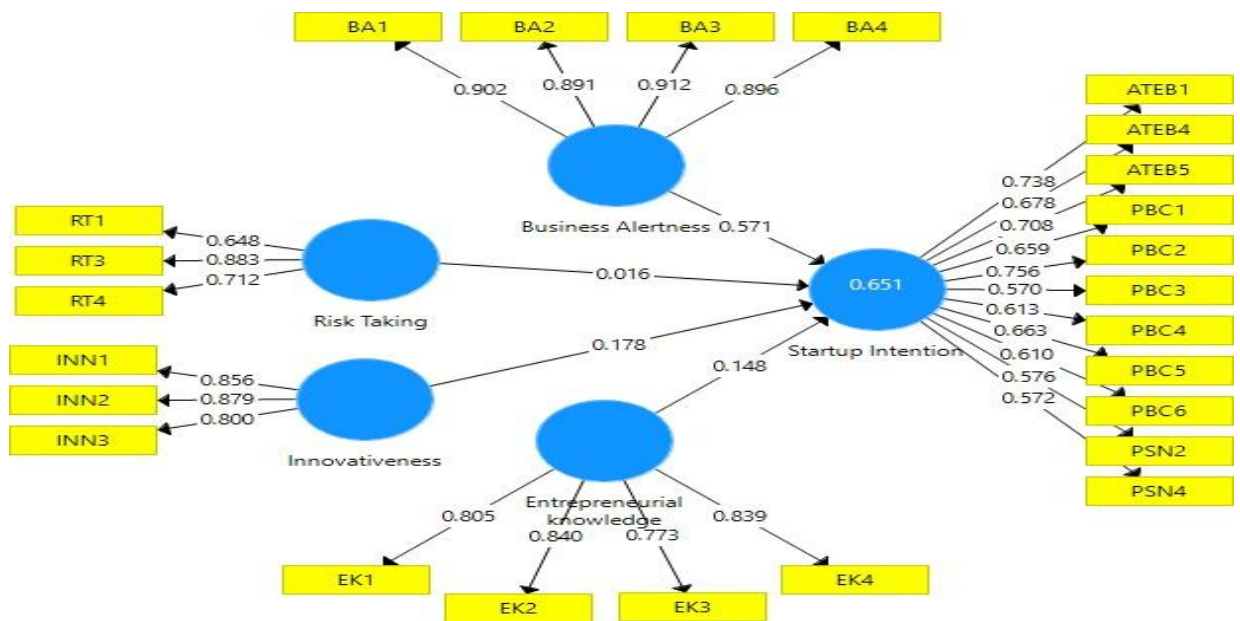 BA1
BA2
BA3
BA4
0.902
0.891
0.912
0.896
Business Alertness
0.571
RT1
RT3
RT4
0.648
0.883
0.712
Risk Taking
0.016
INN1
INN2
INN3
0.856
0.879
0.800
Innovativeness
0.178
Entrepreneurial
knowledge
0.148
0.805
0.840
0.773
0.839
EK1
EK2
EK3
EK4
0.651
Startup Intention
0.738
0.678
0.708
0.659
0.756
0.570
0.613
0.663
0.610
0.576
0.572
ATEB1
ATEB4
ATEB5
PBC1
PBC2
PBC3
PBC4
PBC5
PBC6
PSN2
PSN4